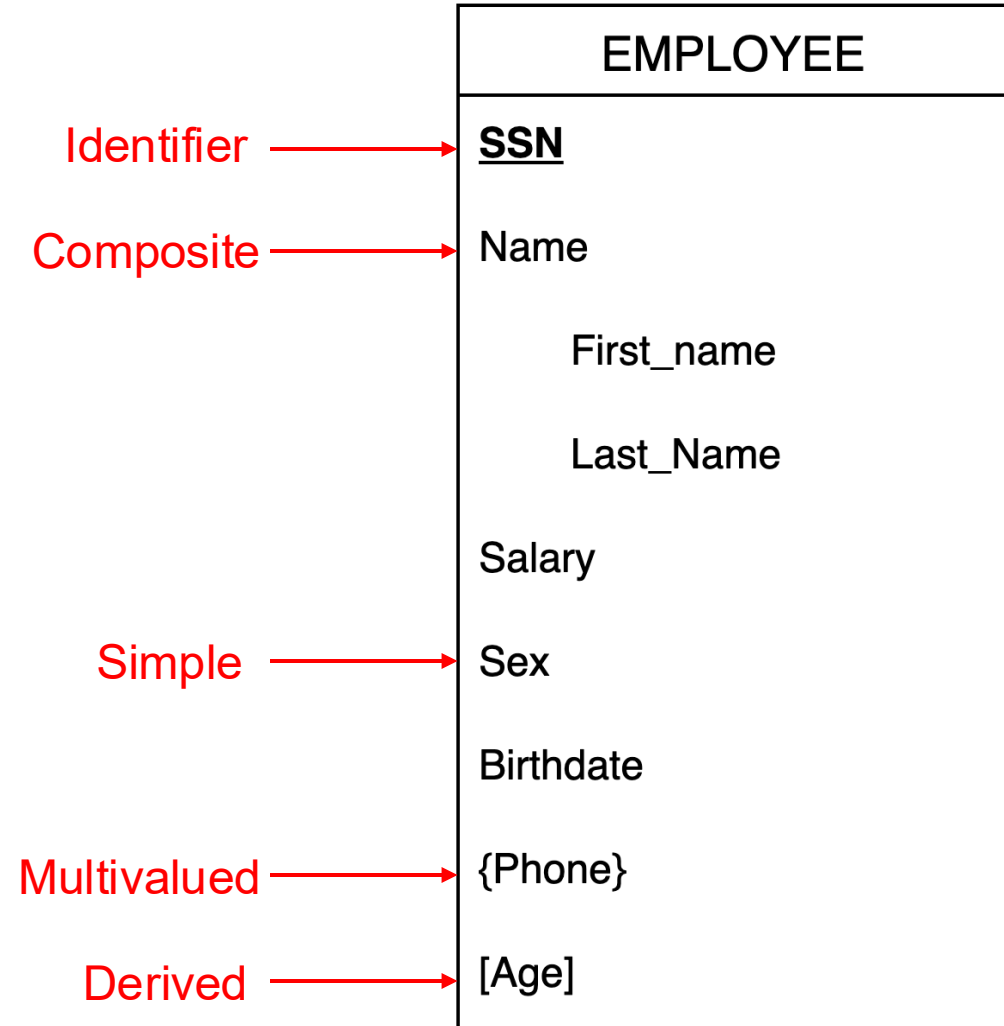 EMPLOYEE
Identifier SSN
Composite Name
First_name
Last_Name
Salary
Simple Sex
Birthdate
Multivalued {Phone}
Derived [Age]